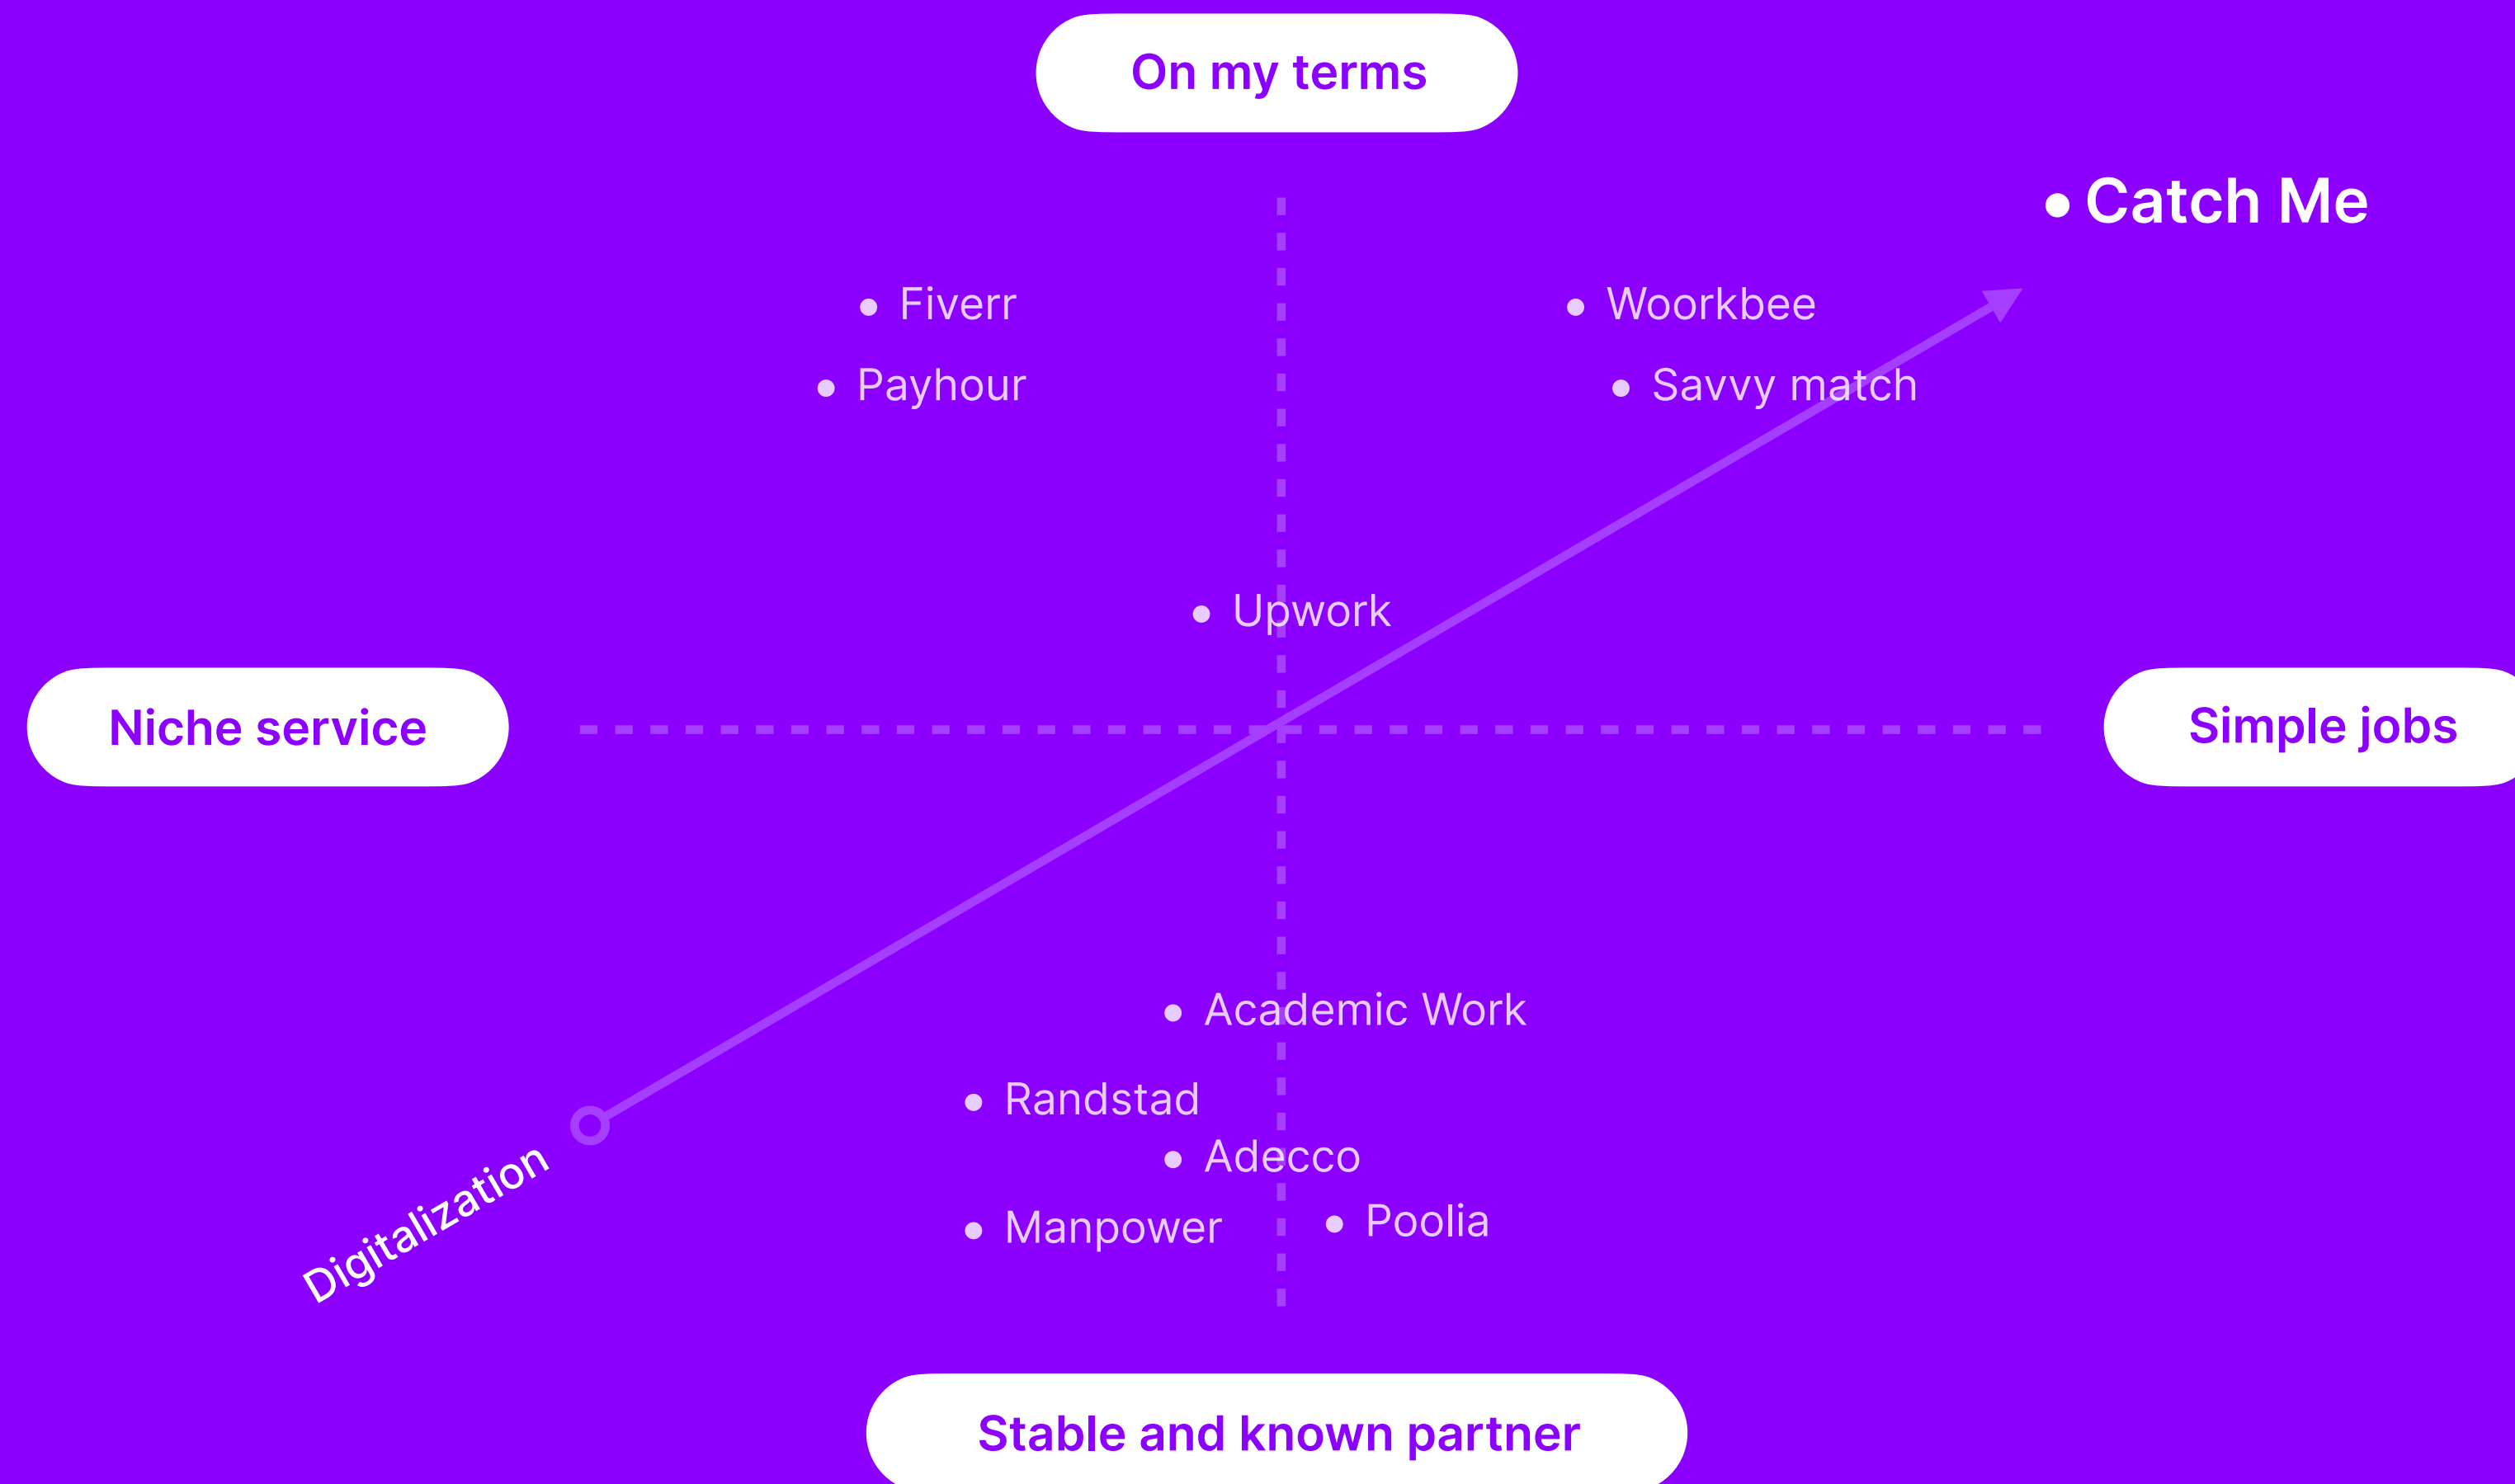 On my terms
• Catch Me
• Fiverr
• Woorkbee
• Payhour
• Savvy match
• Upwork
Niche service
Simple jobs
• Academic Work
• Randstad
• Adecco
• Manpower
• Poolia
Digitalization
Stable and known partner